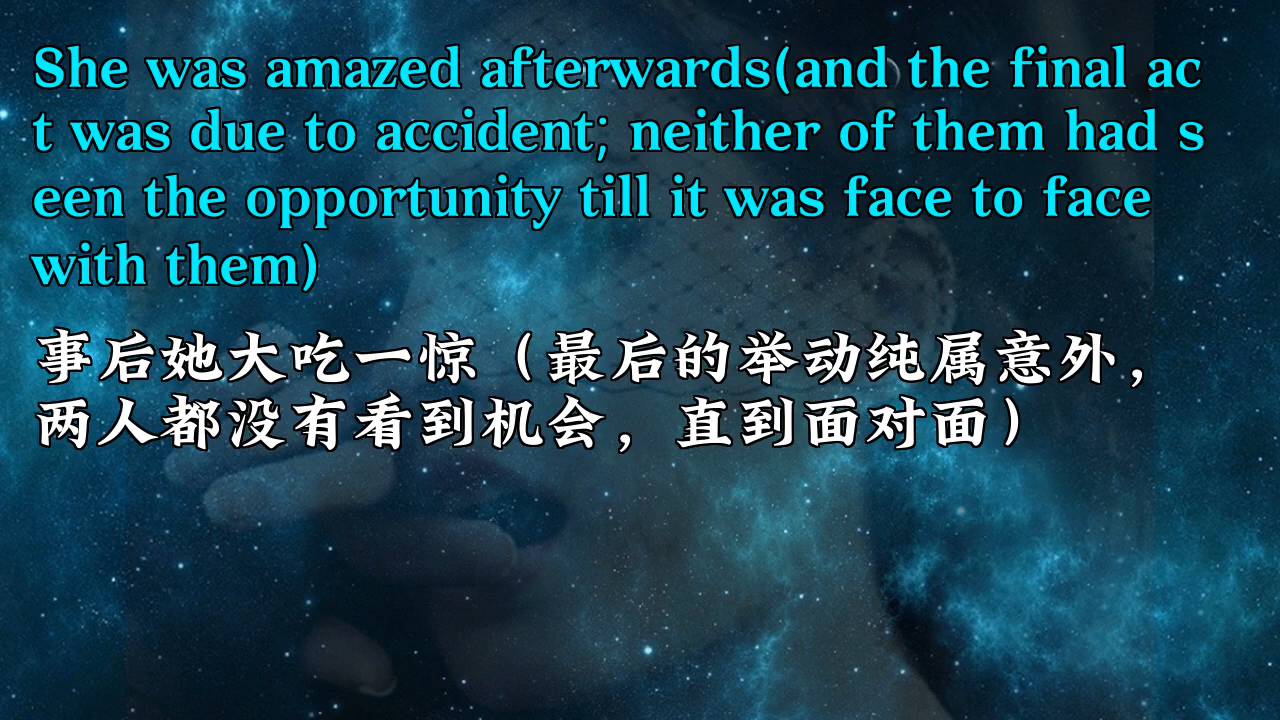 She was amazed afterwards(and the final ac
t was due to accident; neither of them had s
een the opportunity till it was face to face
with them)
事后她大吃一惊（最后的举动纯属意外，
两人都没有看到机会，直到面对面）